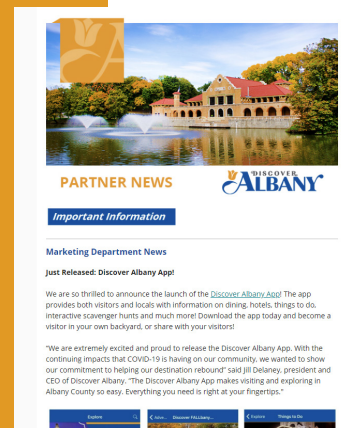 PARTNER NEWS
DISCOVER
ALBANY
Important Information
Marketing Department News
Just Released: Discover Albany App!
We are so thrilled to announce the launch of the Discover Albany App! The app
provides both visitors and locals with information on dining, hotels, things to do,
interactive scavenger hunts and much more! Download the app today and become a
visitor in your own backyard, or share with your visitors!
"We are extremely excited and proud to release the Discover Albany App. With the
continuing impacts that COVID-19 is having on our community, we wanted to show
our commitment to helping our destination rebound" said Jill Delaney, president and
CEO of Discover Albany. "The Discover Albany App makes visiting and exploring in
Albany County so easy. Everything you need is right at your fingertips."
Explore
Discover FALLbany...
Explore
Things to Do